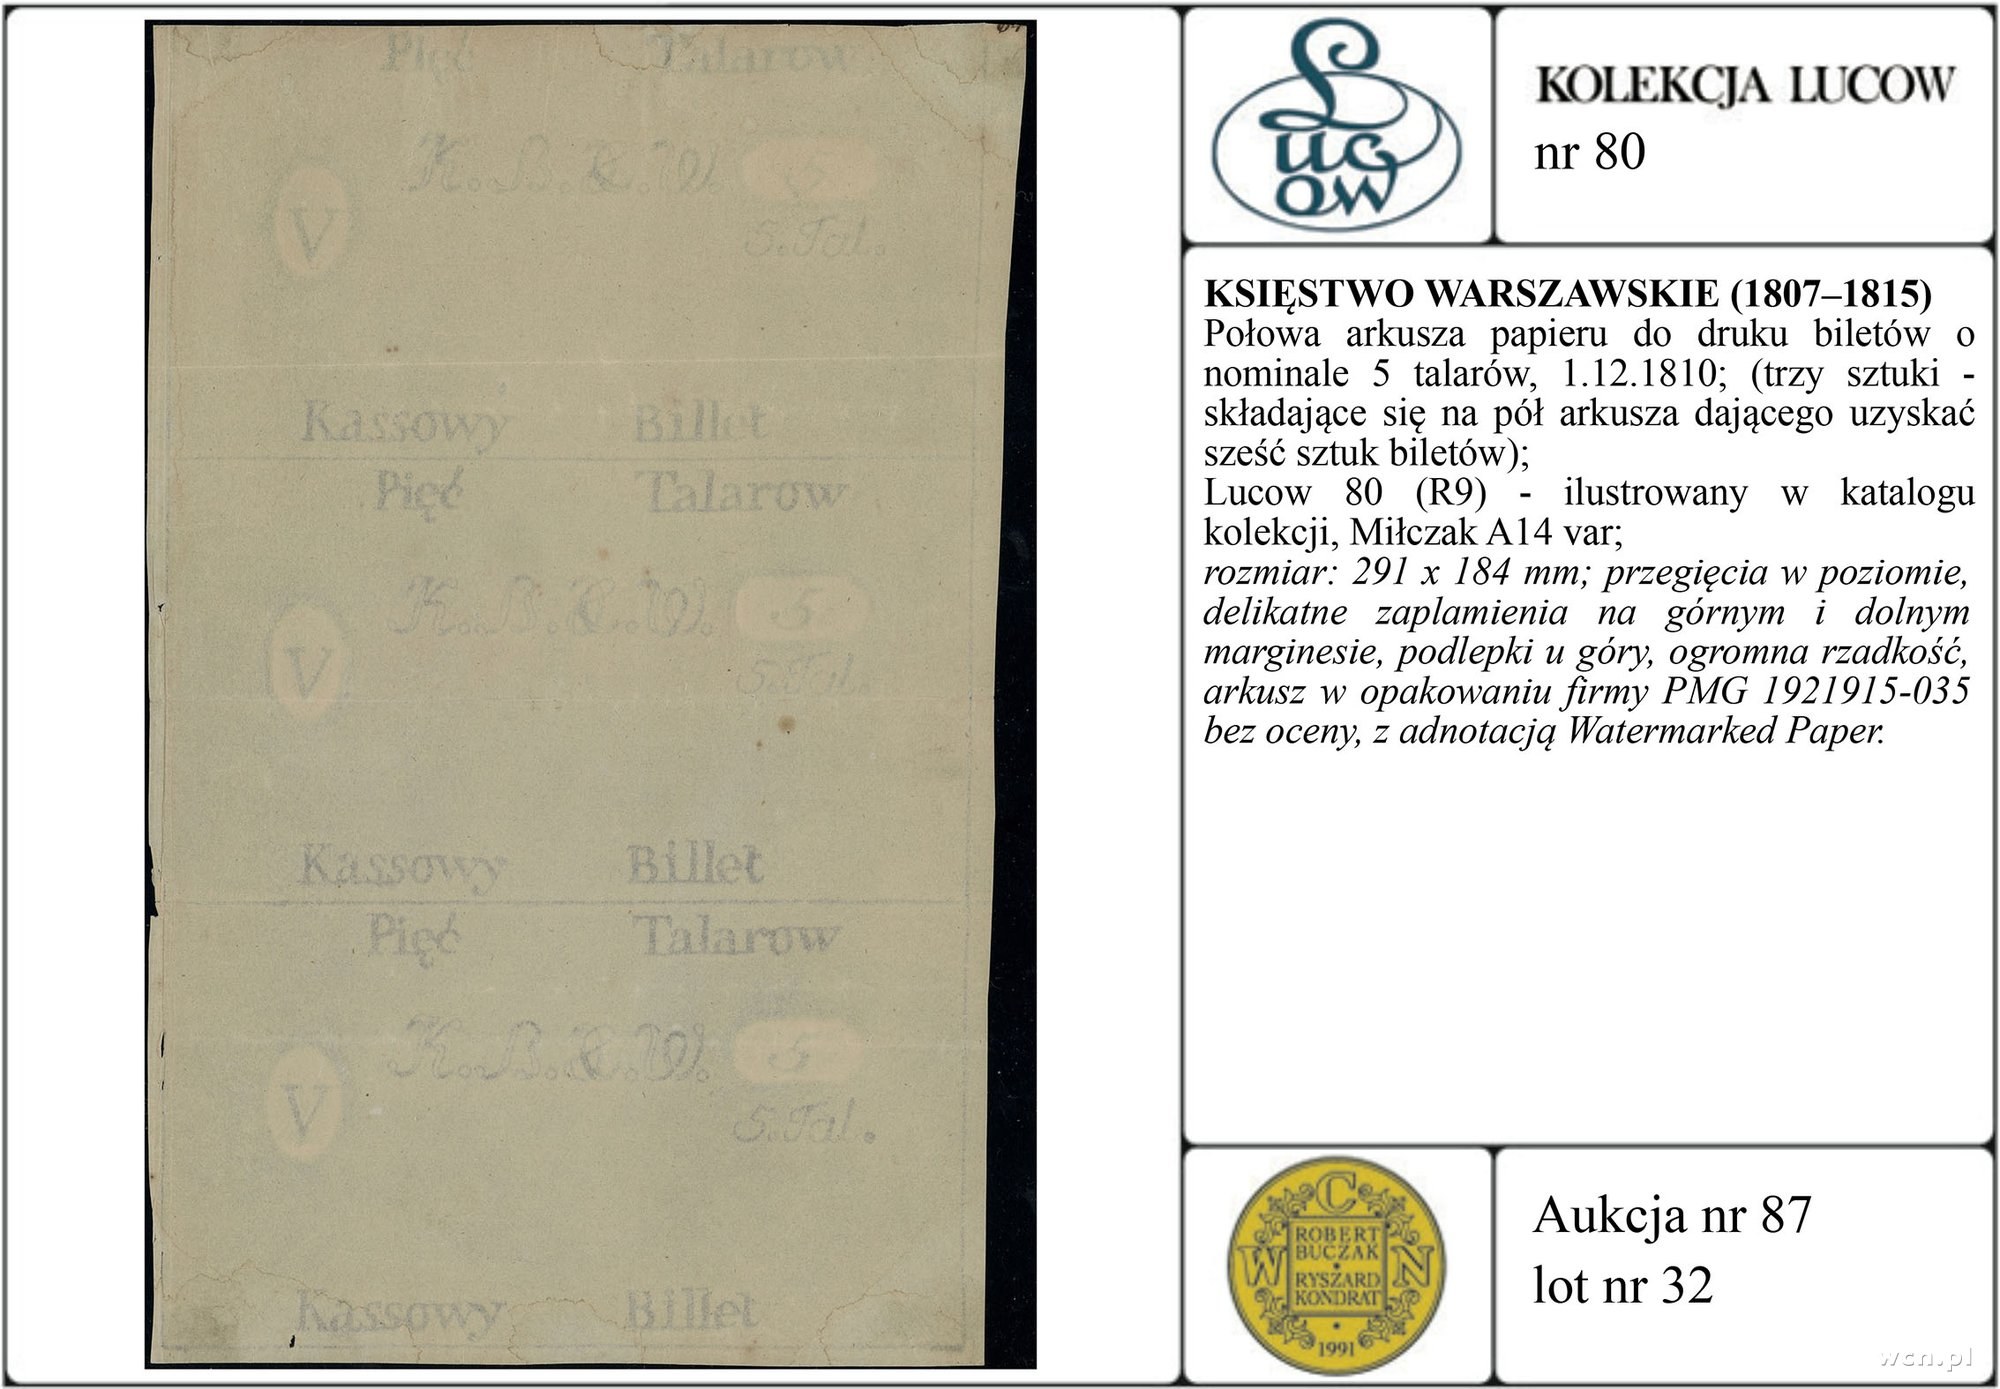 Pięć Talarow
K.B.C.W. 5
V
5.Tal.
Kassowy Billet
Pięć Talarow
K.B.C.W. 5
V
5.Tal.
Kassowy Billet
Pięć Talarow
K.B.C.W. 5
V
5.Tal.
Kassowy Billet
Lucow
KOLEKCJA LUCOW
nr 80
KSIĘSTWO WARSZAWSKIE (1807–1815)
Połowa arkusza papieru do druku biletów o
nominale 5 talarów, 1.12.1810; (trzy sztuki -
składające się na pół arkusza dającego uzyskać
sześć sztuk biletów);
Lucow 80 (R9) - ilustrowany w katalogu
kolekcji, Miłczak A14 var;
rozmiar: 291 x 184 mm; przegięcia w poziomie,
delikatne zaplamienia na górnym i dolnym
marginesie, podlepki u góry, ogromna rzadkość,
arkusz w opakowaniu firmy PMG 1921915-035
bez oceny, z adnotacją Watermarked Paper.
C
W N
ROBERT
BUCZAK
RYSZARD
KONDRAT
1991
Aukcja nr 87
lot nr 32
wcn.pl